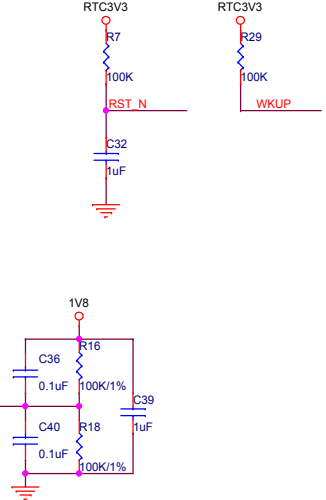 RTC3V3
RTC3V3
R7
R29
100K
100K
RST_N
WKUP
C32
1uF
1V8
R16
C36
0.1uF
100K/1%
C39
C40
R18
1uF
0.1uF
100K/1%